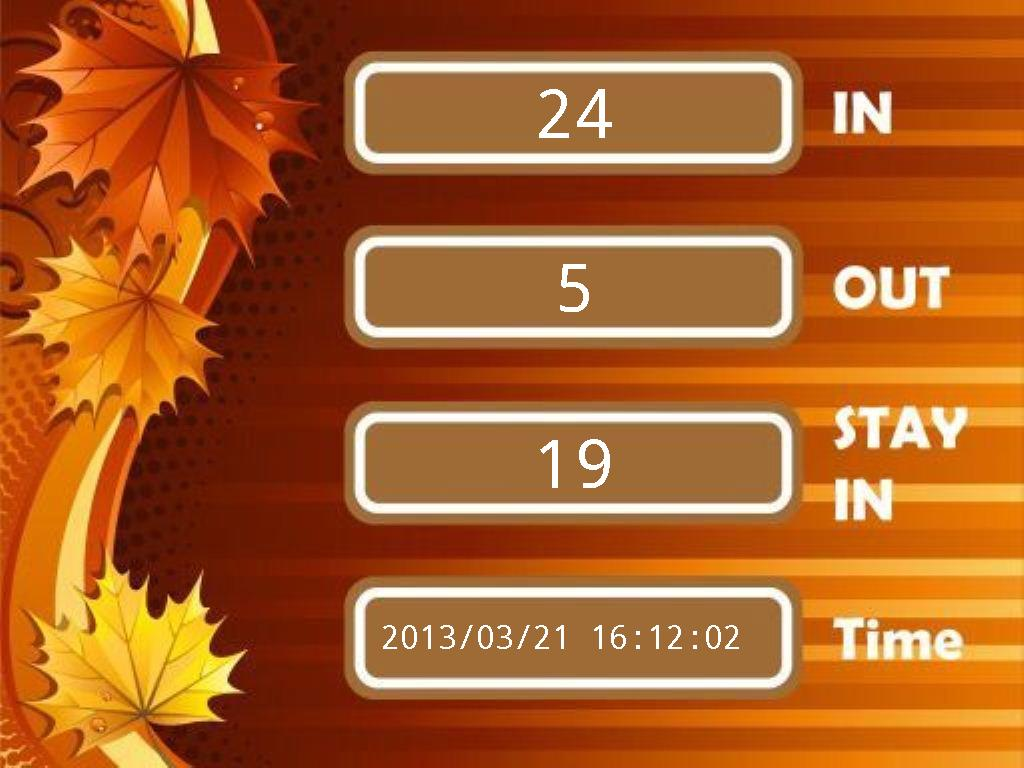 24 IN
5 OUT
19 STAY
IN
2013/03/21 16:12:02 Time